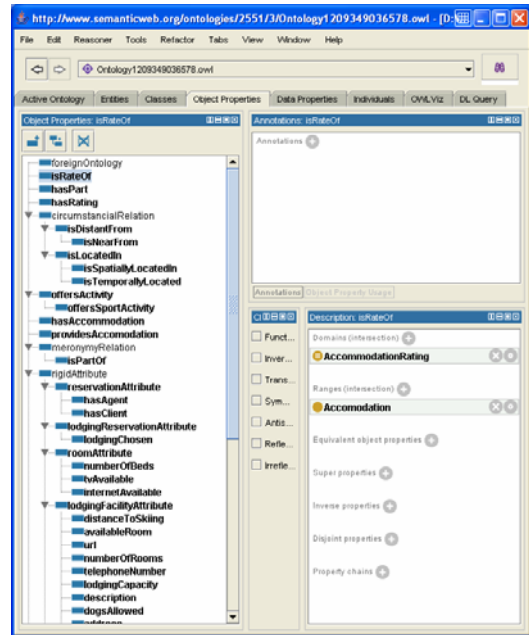 http://www.semanticweb.org/ontologies/2551/3/Ontology1209349036578.owl - [D:
File Edit Reasoner Tools Refactor Tabs View Window Help
Ontology1209349036578.owl
Active Ontology Entities Classes Object Properties Data Properties Individuals OWLViz DL Query
Object Properties: isRateOf
foreignOntology
isRateOf
hasPart
hasRating
circumstancialRelation
isDistantFrom
isNearFrom
isLocatedIn
isSpatiallyLocatedIn
isTemporallyLocated
offersActivity
offersSportActivity
hasAccommodation
providesAccomodation
meronymyRelation
isPartOf
rigidAttribute
reservationAttribute
hasAgent
hasClient
lodgingReservationAttribute
lodgingChosen
roomAttribute
numberOfBeds
tvAvailable
internetAvailable
lodgingFacilityAttribute
distanceToSkiing
availableRoom
url
numberOfRooms
telephoneNumber
lodgingCapacity
description
dogsAllowed
address
Annotations: isRateOf
Annotations
Annotations Object Property Usage
Funct...
Inver...
Trans...
Sym...
Antis...
Refle...
Irrefle...
Description: isRateOf
Domains (intersection)
AccommodationRating
Ranges (intersection)
Accomodation
Equivalent object properties
Super properties
Inverse properties
Disjoint properties
Property chains